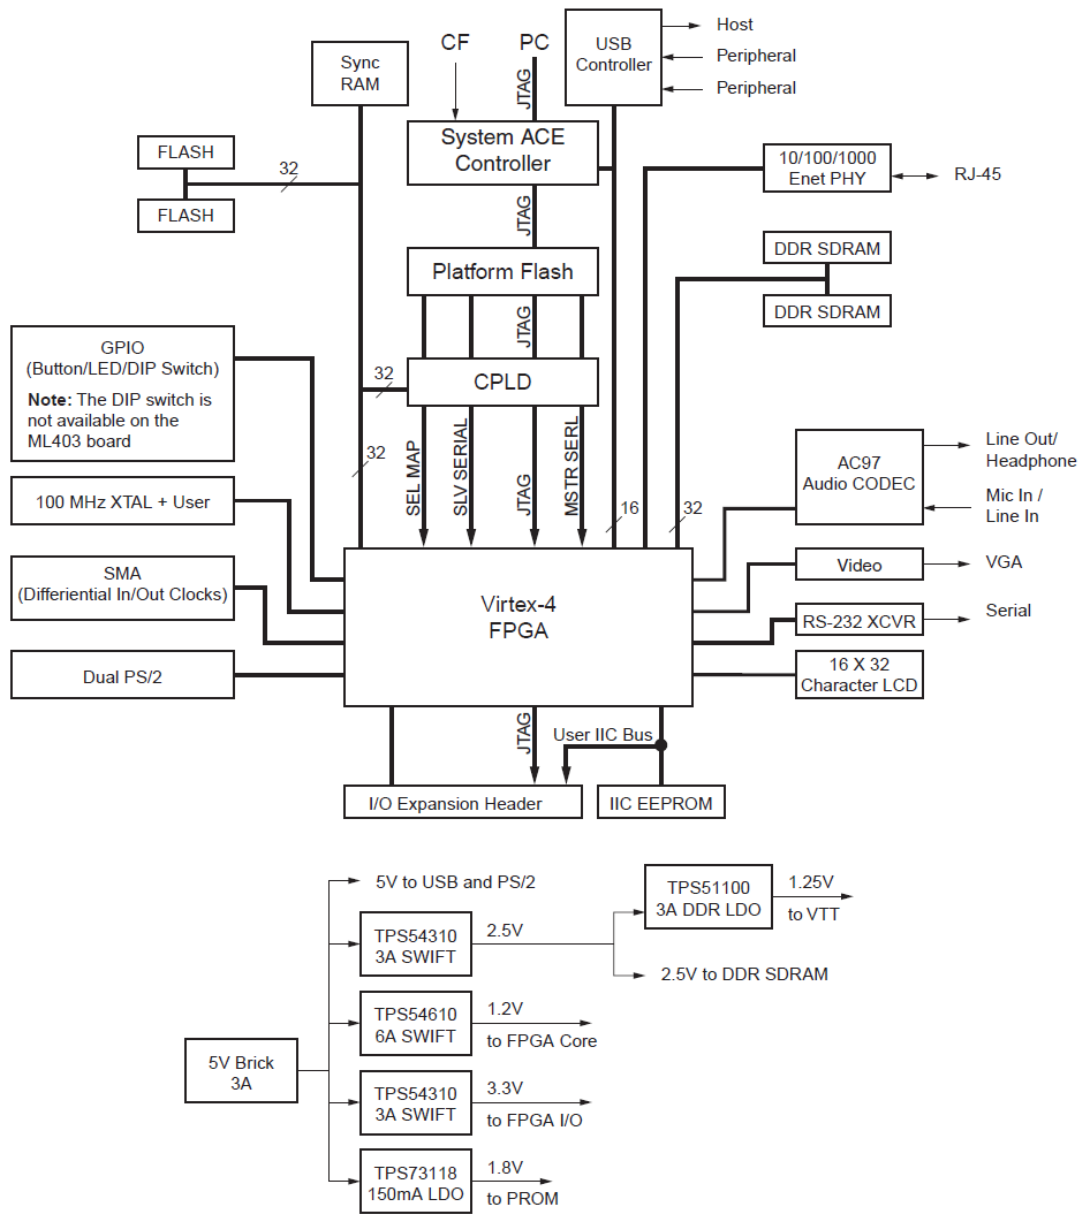 CF
PC
USB
Controller
Host
Peripheral
Peripheral
Sync
RAM
JTAG
System ACE
Controller
FLASH
32
FLASH
10/100/1000
Enet PHY
RJ-45
JTAG
Platform Flash
DDR SDRAM
DDR SDRAM
JTAG
GPIO
(Button/LED/DIP Switch)
Note: The DIP switch is
not available on the
ML403 board
32
CPLD
32
SEL MAP
SLV SERIAL
JTAG
MSTR SERL
16
32
AC97
Audio CODEC
Line Out/
Headphone
Mic In /
Line In
100 MHz XTAL + User
SMA
(Differiential In/Out Clocks)
Dual PS/2
Virtex-4
FPGA
Video
VGA
RS-232 XCVR
Serial
16 X 32
Character LCD
JTAG
User IIC Bus
I/O Expansion Header
IIC EEPROM
5V to USB and PS/2
TPS54310
3A SWIFT
2.5V
TPS51100
3A DDR LDO
1.25V
to VTT
2.5V to DDR SDRAM
TPS54610
6A SWIFT
1.2V
to FPGA Core
5V Brick
3A
TPS54310
3A SWIFT
3.3V
to FPGA I/O
TPS73118
150mA LDO
1.8V
to PROM